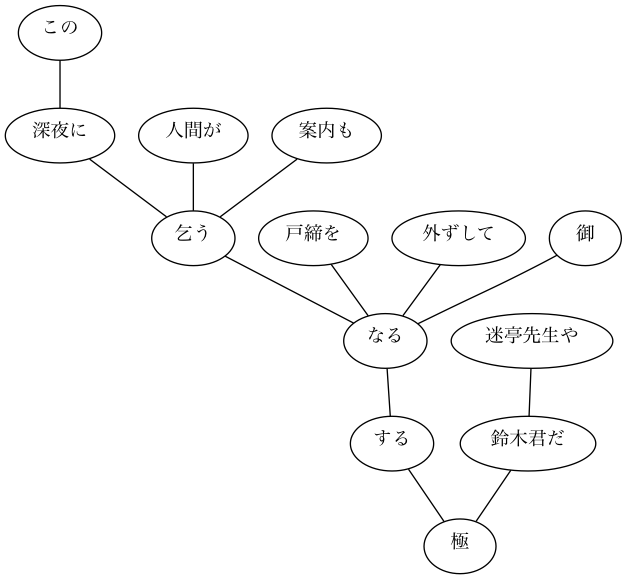 この
深夜に
人間が
案内も
乞う
戸締を
外ずして
御
なる
迷亭先生や
する
鈴木君だ
極